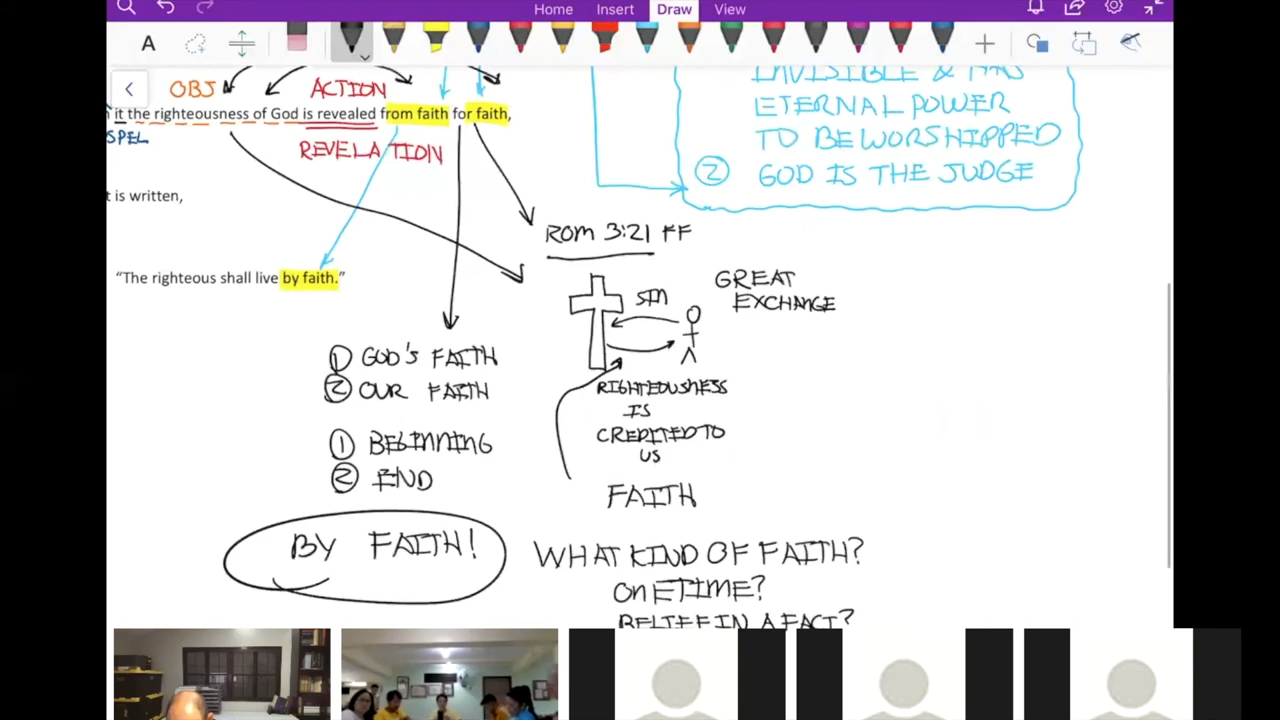 Home Insert Draw View
A
OBJ ACTION
it the righteousness of God is revealed from faith for faith,
SPEL
REVELATION
t is written,
"The righteous shall live by faith."
INVISIBLE & HAS
ETERNAL POWER
TO BE WORSHIPPED
② GOD IS THE JUDGE
Rom 3:21 FF
GREAT
EXCHANGE
SIN
RIGHTEOUSNESS
IS
CREDITED TO
US
FAITH
① GOD'S FAITH
② OUR FAITH
① BEGINNING
② END
BY FAITH!
WHAT KIND OF FAITH?
ONE TIME?
BELIEF IN A FACT?